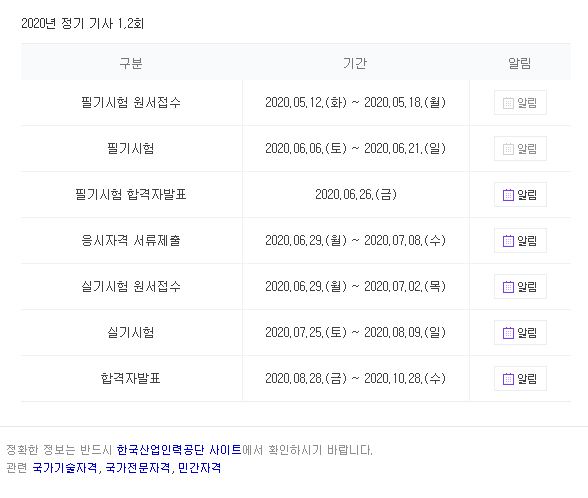 2020년 정기 기사 1,2회
구분 기간 알림
필기시험 원서접수 2020.05.12.(화) ~ 2020.05.18.(월) 알림
필기시험 2020.06.06.(토) ~ 2020.06.21.(일) 알림
필기시험 합격자발표 2020.06.26.(금) 알림
응시자격 서류제출 2020.06.29.(월) ~ 2020.07.08.(수) 알림
실기시험 원서접수 2020.06.29.(월) ~ 2020.07.02.(목) 알림
실기시험 2020.07.25.(토) ~ 2020.08.09.(일) 알림
합격자발표 2020.08.28.(금) ~ 2020.10.28.(수) 알림
정확한 정보는 반드시 한국산업인력공단 사이트에서 확인하시기 바랍니다.
관련 국가기술자격, 국가전문자격, 민간자격